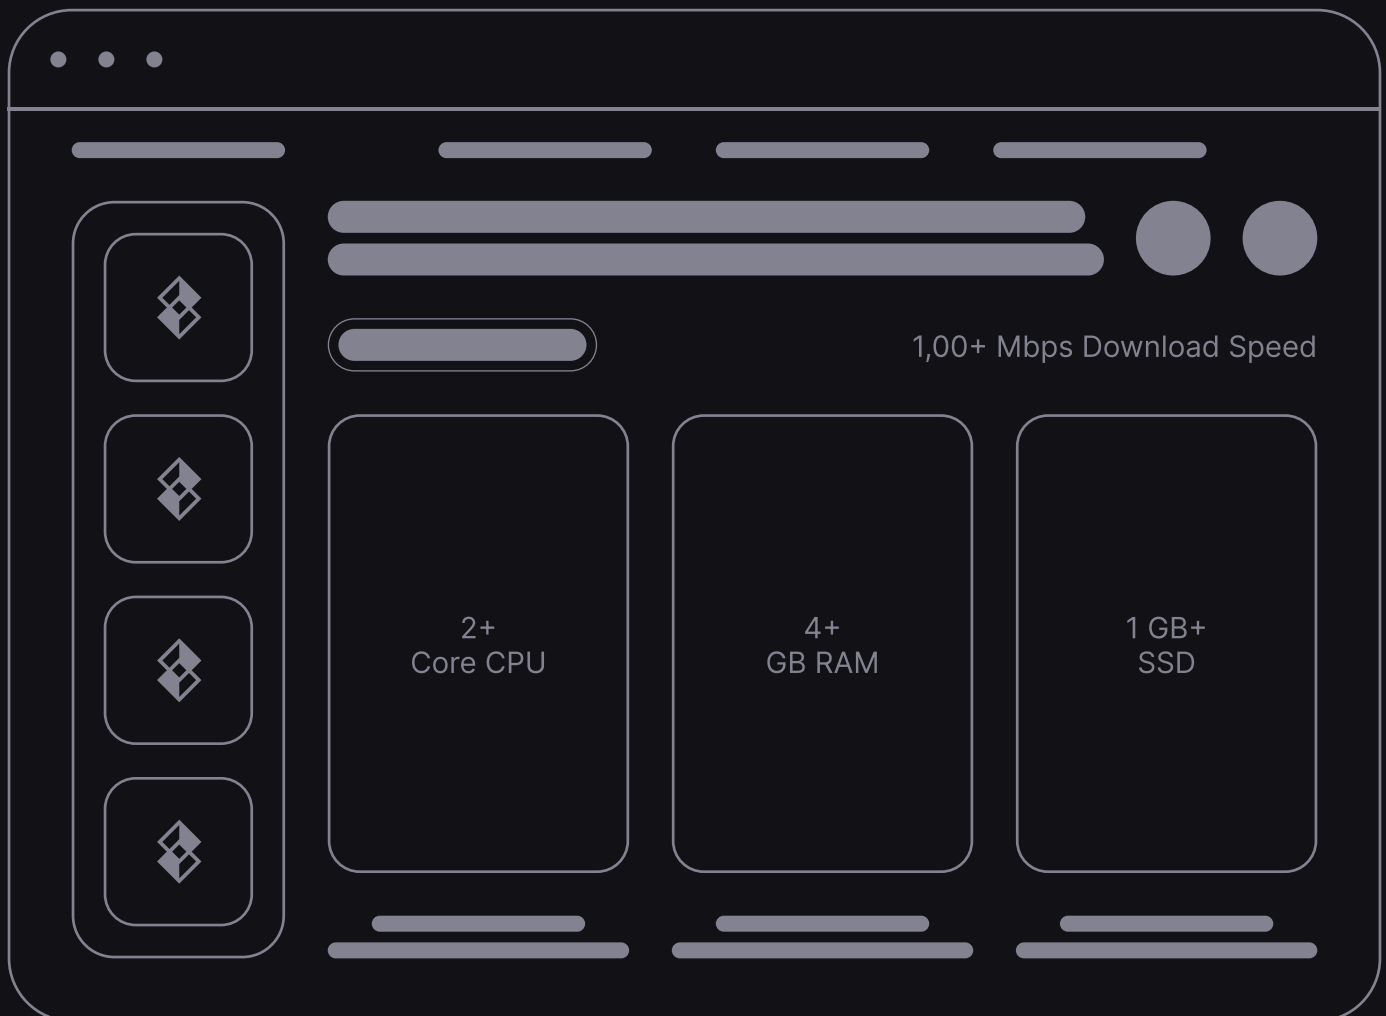 1,00+ Mbps Download Speed
2+
Core CPU
4+
GB RAM
1 GB+
SSD